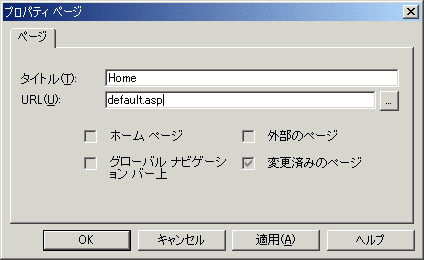 プロパティ ページ
ページ
タイトル(T):
Home
URL(U):
default.asp
...
ホーム ページ
外部のページ
グローバル ナビゲーシ
ョン バー上
変更済みのページ
OK
キャンセル
適用(A)
ヘルプ